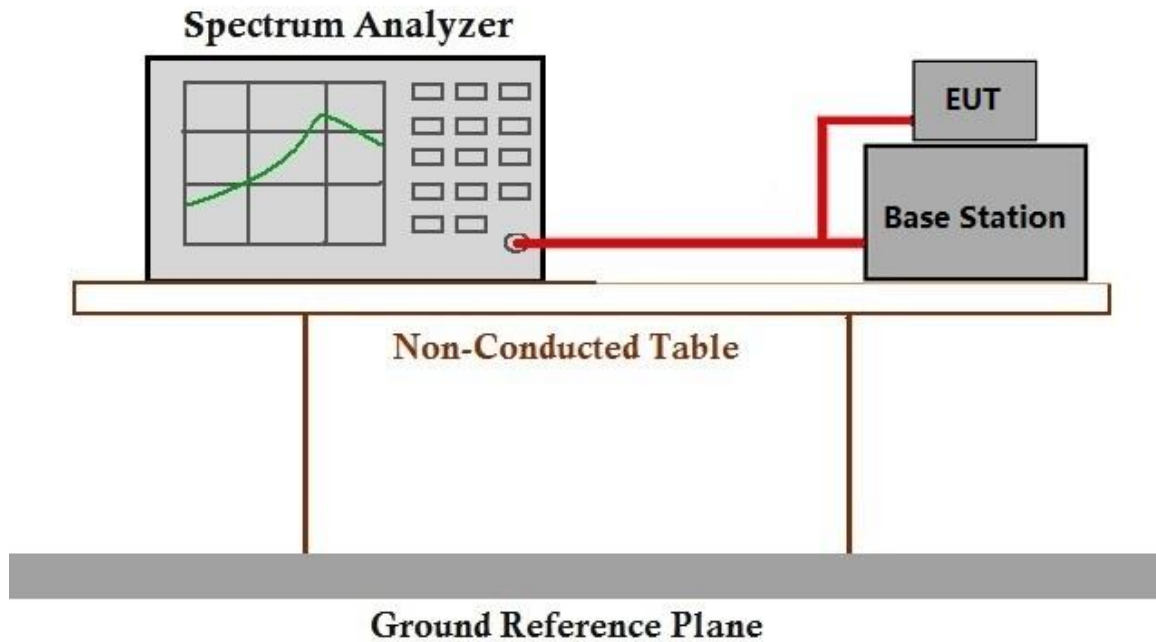 Spectrum Analyzer
EUT
Base Station
Non-Conducted Table
Ground Reference Plane